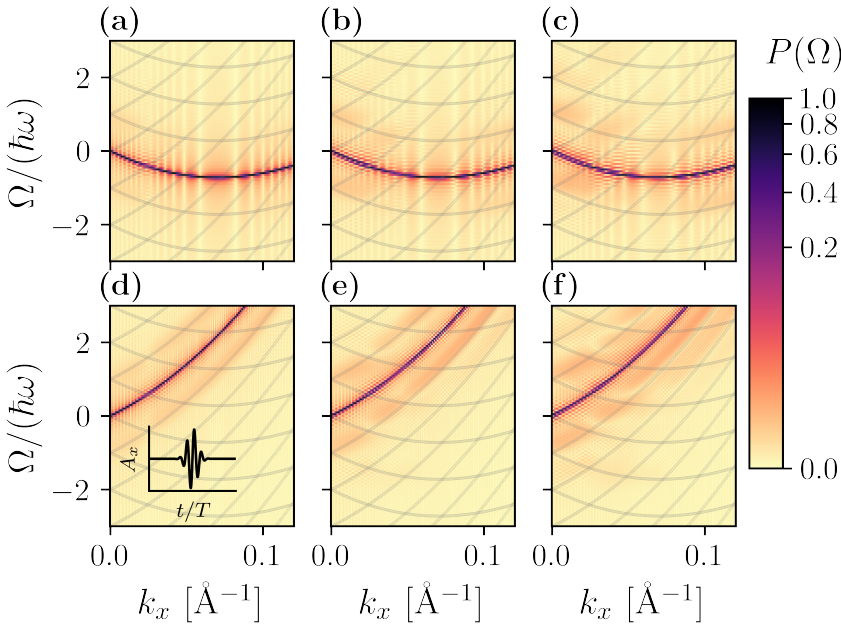 (a) (b) (c)
P(Ω)
Ω/(ħω)
2
0
−2
1.0
0.8
0.6
0.4
0.2
0.0
(d) (e) (f)
Ω/(ħω)
2
0
−2
A_x
t/T
0.0 0.1 0.0 0.1 0.0 0.1
k_x [Å⁻¹] k_x [Å⁻¹] k_x [Å⁻¹]